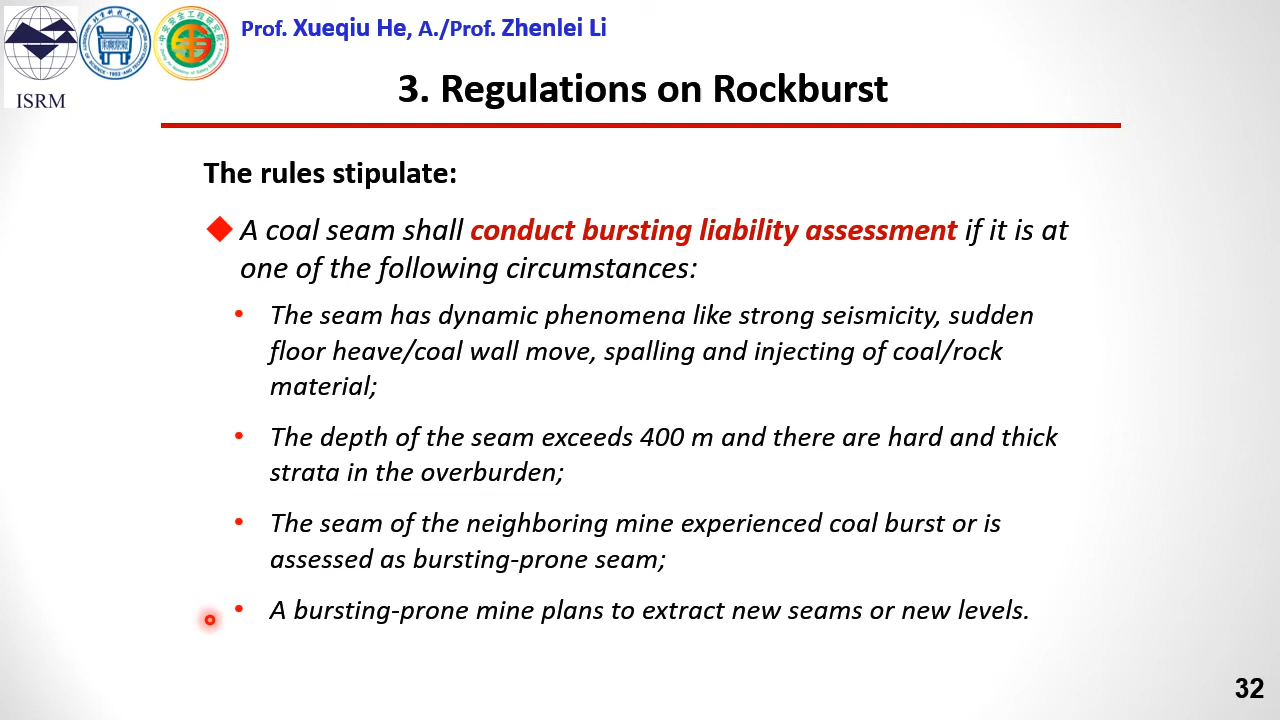 Prof. Xueqiu He, A./Prof. Zhenlei Li
ISRM
3. Regulations on Rockburst
The rules stipulate:
A coal seam shall conduct bursting liability assessment if it is at
one of the following circumstances:
• The seam has dynamic phenomena like strong seismicity, sudden
floor heave/coal wall move, spalling and injecting of coal/rock
material;
• The depth of the seam exceeds 400 m and there are hard and thick
strata in the overburden;
• The seam of the neighboring mine experienced coal burst or is
assessed as bursting-prone seam;
• A bursting-prone mine plans to extract new seams or new levels.
32